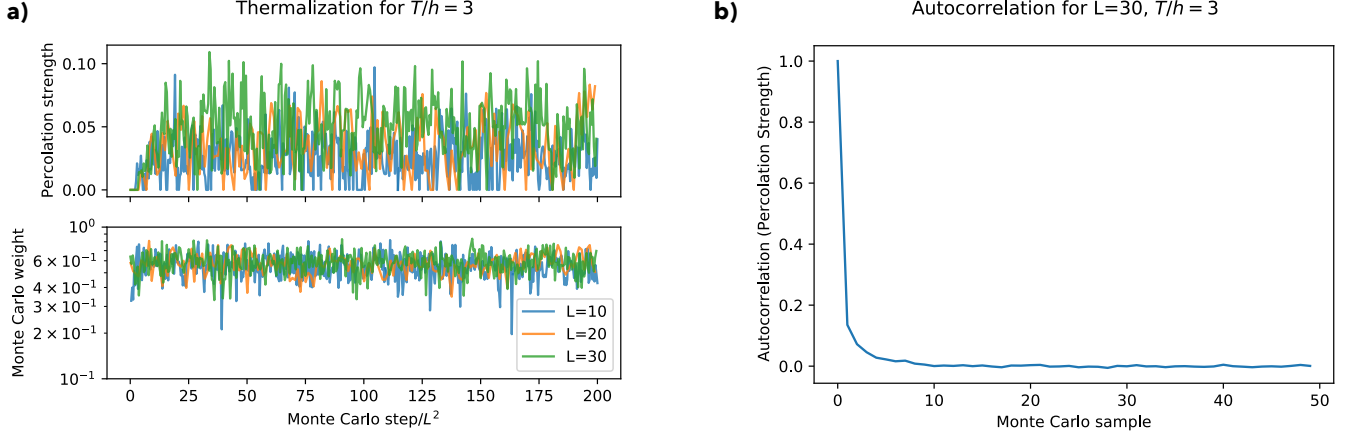 a)
Thermalization for T/h = 3
Percolation strength
0.10
0.05
0.00
Monte Carlo weight
10⁰
6 × 10⁻¹
4 × 10⁻¹
3 × 10⁻¹
2 × 10⁻¹
10⁻¹
L=10
L=20
L=30
0 25 50 75 100 125 150 175 200
Monte Carlo step/L²
b)
Autocorrelation for L=30, T/h = 3
Autocorrelation (Percolation Strength)
1.0
0.8
0.6
0.4
0.2
0.0
0 10 20 30 40 50
Monte Carlo sample